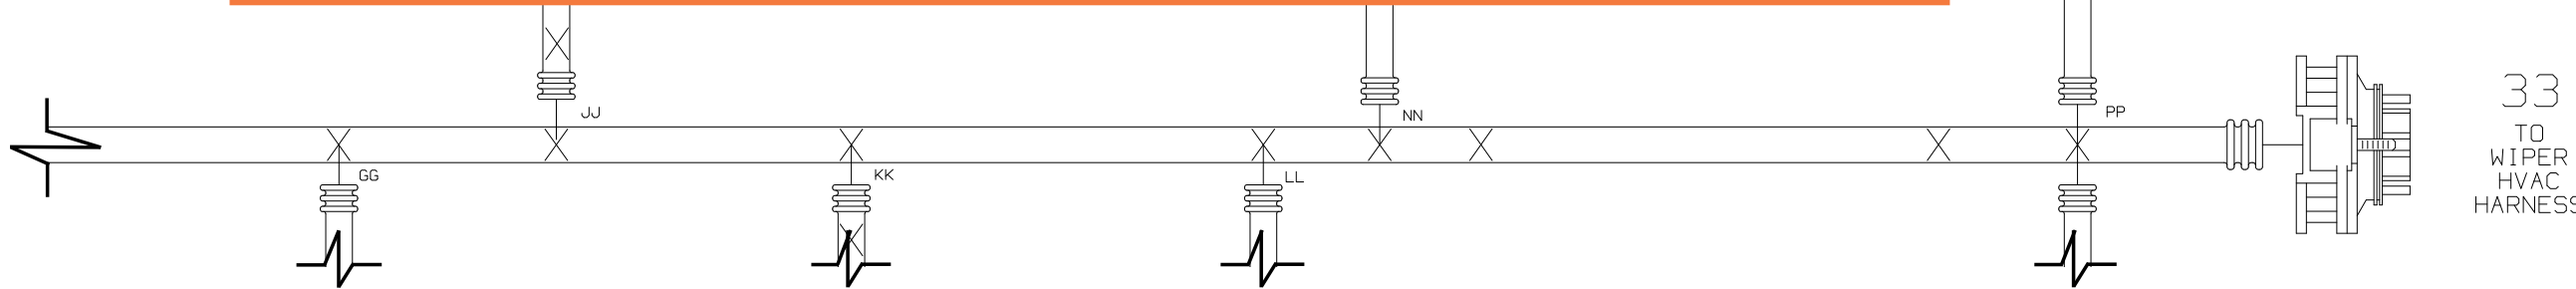 JJ
NN
PP
GG
KK
LL
33
TO
WIPER
HVAC
HARNESS